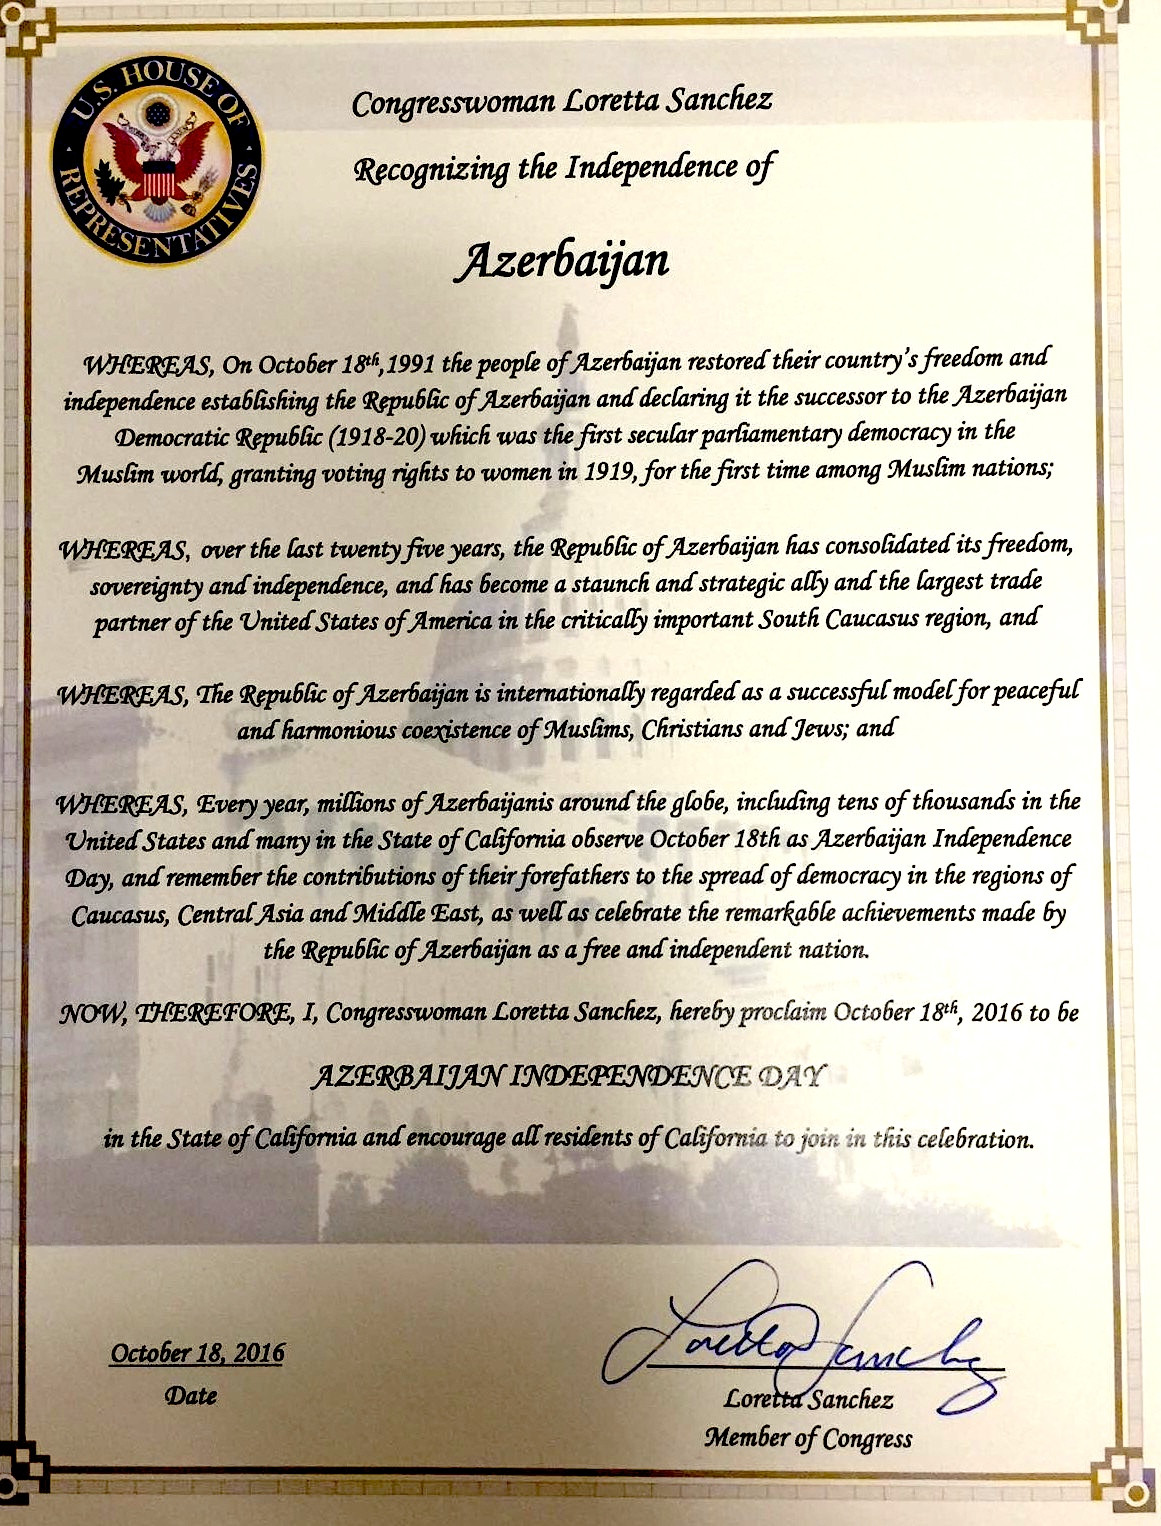 U.S. HOUSE OF REPRESENTATIVES
Congresswoman Loretta Sanchez
Recognizing the Independence of
Azerbaijan
WHEREAS, On October 18th,1991 the people of Azerbaijan restored their country's freedom and
independence establishing the Republic of Azerbaijan and declaring it the successor to the Azerbaijan
Democratic Republic (1918-20) which was the first secular parliamentary democracy in the
Muslim world, granting voting rights to women in 1919, for the first time among Muslim nations;
WHEREAS, over the last twenty five years, the Republic of Azerbaijan has consolidated its freedom,
sovereignty and independence, and has become a staunch and strategic ally and the largest trade
partner of the United States of America in the critically important South Caucasus region, and
WHEREAS, The Republic of Azerbaijan is internationally regarded as a successful model for peaceful
and harmonious coexistence of Muslims, Christians and Jews; and
WHEREAS, Every year, millions of Azerbaijanis around the globe, including tens of thousands in the
United States and many in the State of California observe October 18th as Azerbaijan Independence
Day, and remember the contributions of their forefathers to the spread of democracy in the regions of
Caucasus, Central Asia and Middle East, as well as celebrate the remarkable achievements made by
the Republic of Azerbaijan as a free and independent nation.
NOW, THEREFORE, I, Congresswoman Loretta Sanchez, hereby proclaim October 18th, 2016 to be
AZERBAIJAN INDEPENDENCE DAY
in the State of California and encourage all residents of California to join in this celebration.
October 18, 2016
Date
Loretta Sanchez
Loretta Sanchez
Member of Congress